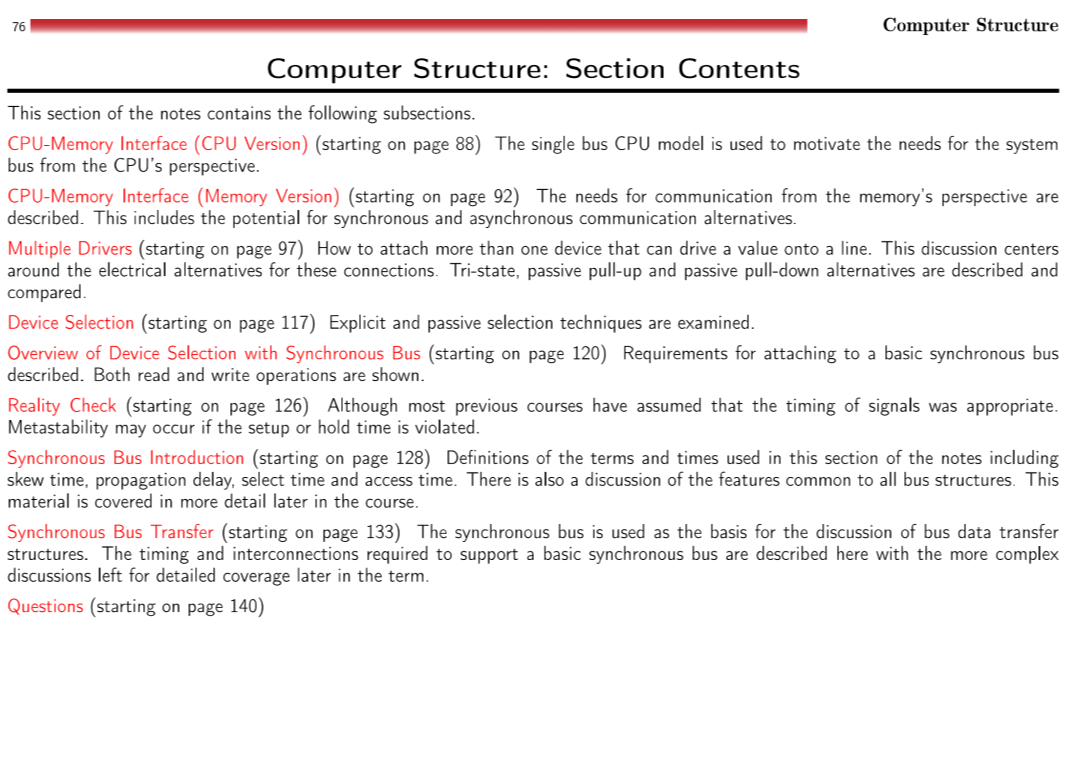 76
Computer Structure
Computer Structure: Section Contents
This section of the notes contains the following subsections.
CPU-Memory Interface (CPU Version) (starting on page 88) The single bus CPU model is used to motivate the needs for the system
bus from the CPU's perspective.
CPU-Memory Interface (Memory Version) (starting on page 92) The needs for communication from the memory's perspective are
described. This includes the potential for synchronous and asynchronous communication alternatives.
Multiple Drivers (starting on page 97) How to attach more than one device that can drive a value onto a line. This discussion centers
around the electrical alternatives for these connections. Tri-state, passive pull-up and passive pull-down alternatives are described and
compared.
Device Selection (starting on page 117) Explicit and passive selection techniques are examined.
Overview of Device Selection with Synchronous Bus (starting on page 120) Requirements for attaching to a basic synchronous bus
described. Both read and write operations are shown.
Reality Check (starting on page 126) Although most previous courses have assumed that the timing of signals was appropriate.
Metastability may occur if the setup or hold time is violated.
Synchronous Bus Introduction (starting on page 128) Definitions of the terms and times used in this section of the notes including
skew time, propagation delay, select time and access time. There is also a discussion of the features common to all bus structures. This
material is covered in more detail later in the course.
Synchronous Bus Transfer (starting on page 133) The synchronous bus is used as the basis for the discussion of bus data transfer
structures. The timing and interconnections required to support a basic synchronous bus are described here with the more complex
discussions left for detailed coverage later in the term.
Questions (starting on page 140)